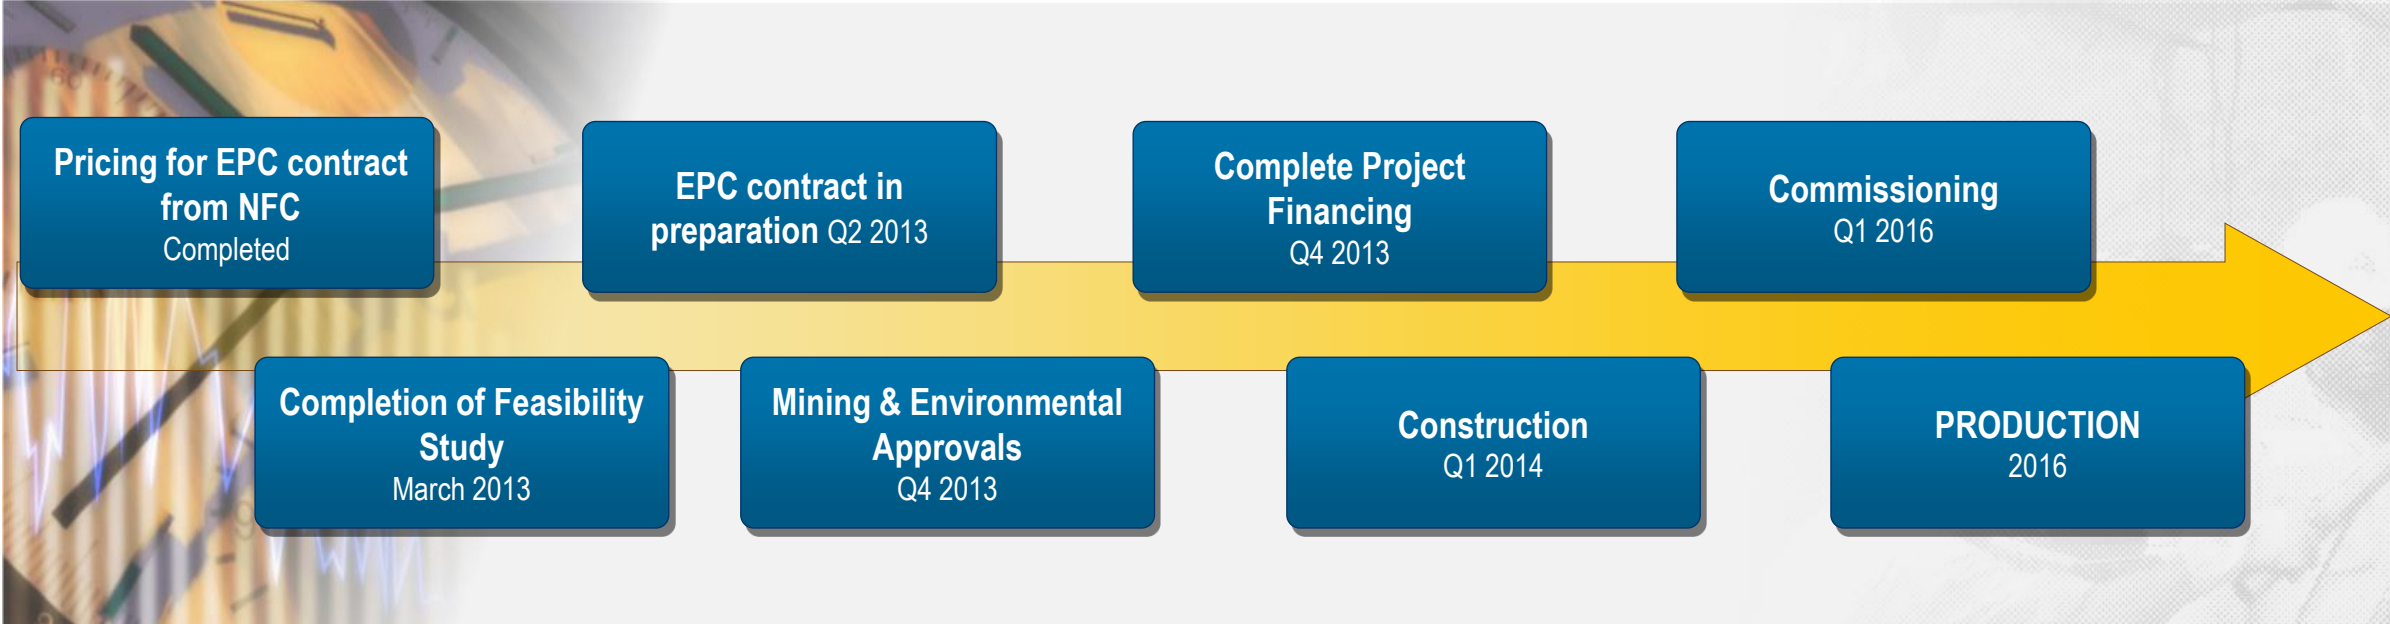 Pricing for EPC contract
from NFC
Completed
Completion of Feasibility
Study
March 2013
EPC contract in
preparation Q2 2013
Mining & Environmental
Approvals
Q4 2013
Complete Project
Financing
Q4 2013
Construction
Q1 2014
Commissioning
Q1 2016
PRODUCTION
2016
60